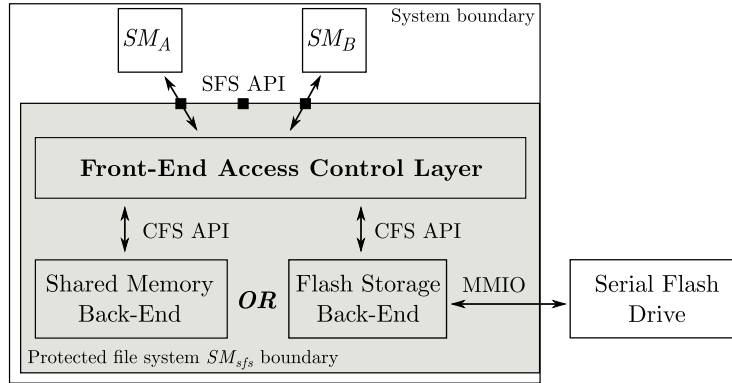 System boundary
SM_A
SM_B
SFS API
Front-End Access Control Layer
CFS API
CFS API
Shared Memory
Back-End
OR
Flash Storage
Back-End
MMIO
Serial Flash
Drive
Protected file system SM_sfs boundary